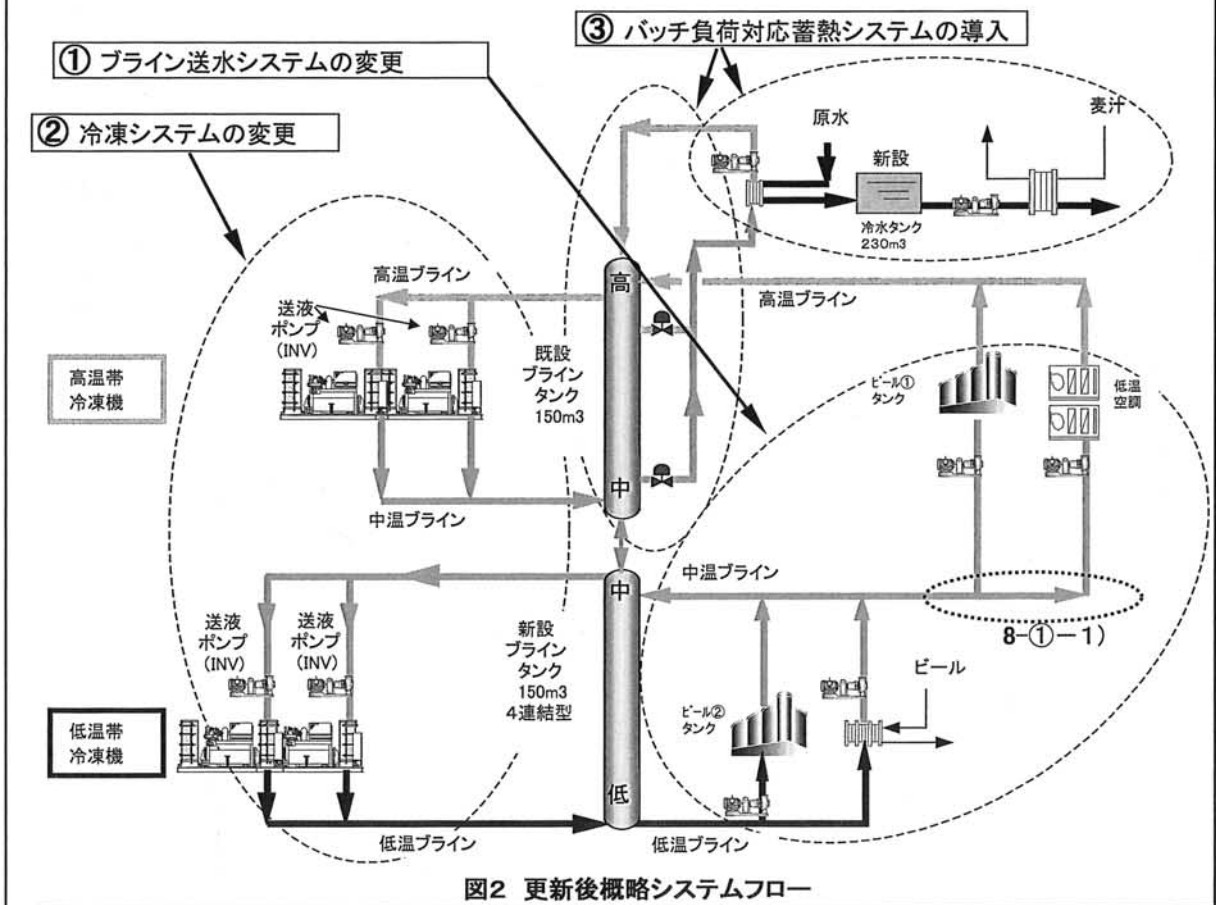 ③ バッチ負荷対応蓄熱システムの導入
① ブライン送水システムの変更
② 冷凍システムの変更
原水
麦汁
新設
冷水タンク
230m3
高温ブライン
送液
ポンプ
(INV)
高
高温ブライン
既設
ブライン
タンク
150m3
高温帯
冷凍機
ビール①
タンク
低温
空調
中
中温ブライン
中温ブライン
中
8-①-1)
送液
ポンプ
(INV)
送液
ポンプ
(INV)
新設
ブライン
タンク
150m3
4連結型
ビール
ビール②
タンク
低温帯
冷凍機
低
低温ブライン
低温ブライン
図2 更新後概略システムフロー